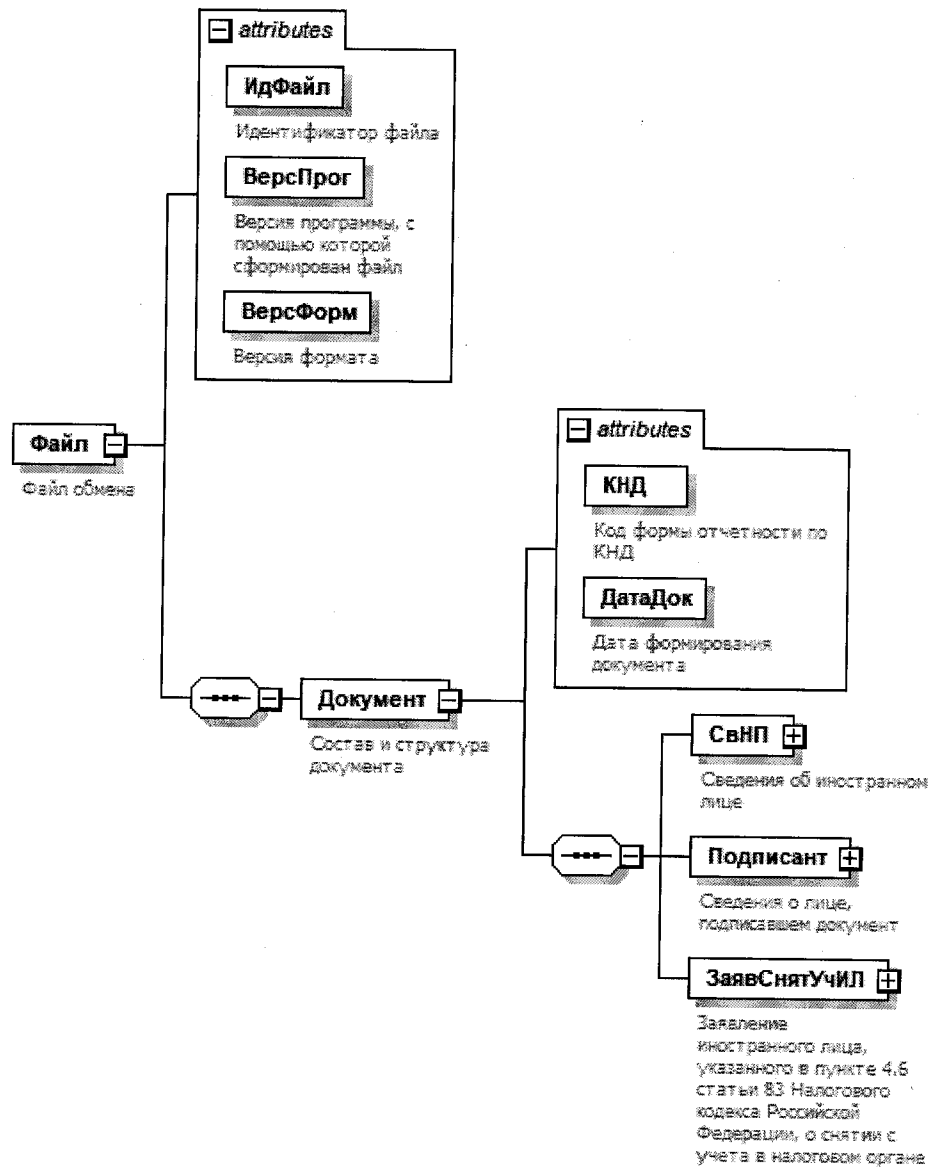 attributes
ИдФайл
Идентификатор файла
ВерсПрог
Версия программы, с
помощью которой
сформирован файл
ВерсФорм
Версия формата
Файл
Файл обмена
attributes
КНД
Код формы отчетности по
КНД
ДатаДок
Дата формирования
документа
Документ
Состав и структура
документа
СвНП
Сведения об иностранном
лице
Подписант
Сведения о лице,
подписавшем документ
ЗаявСнятУчИЛ
Заявление
иностранного лица,
указанного в пункте 4.6
статьи 83 Налогового
кодекса Российской
Федерации, о снятии с
учета в налоговом органе